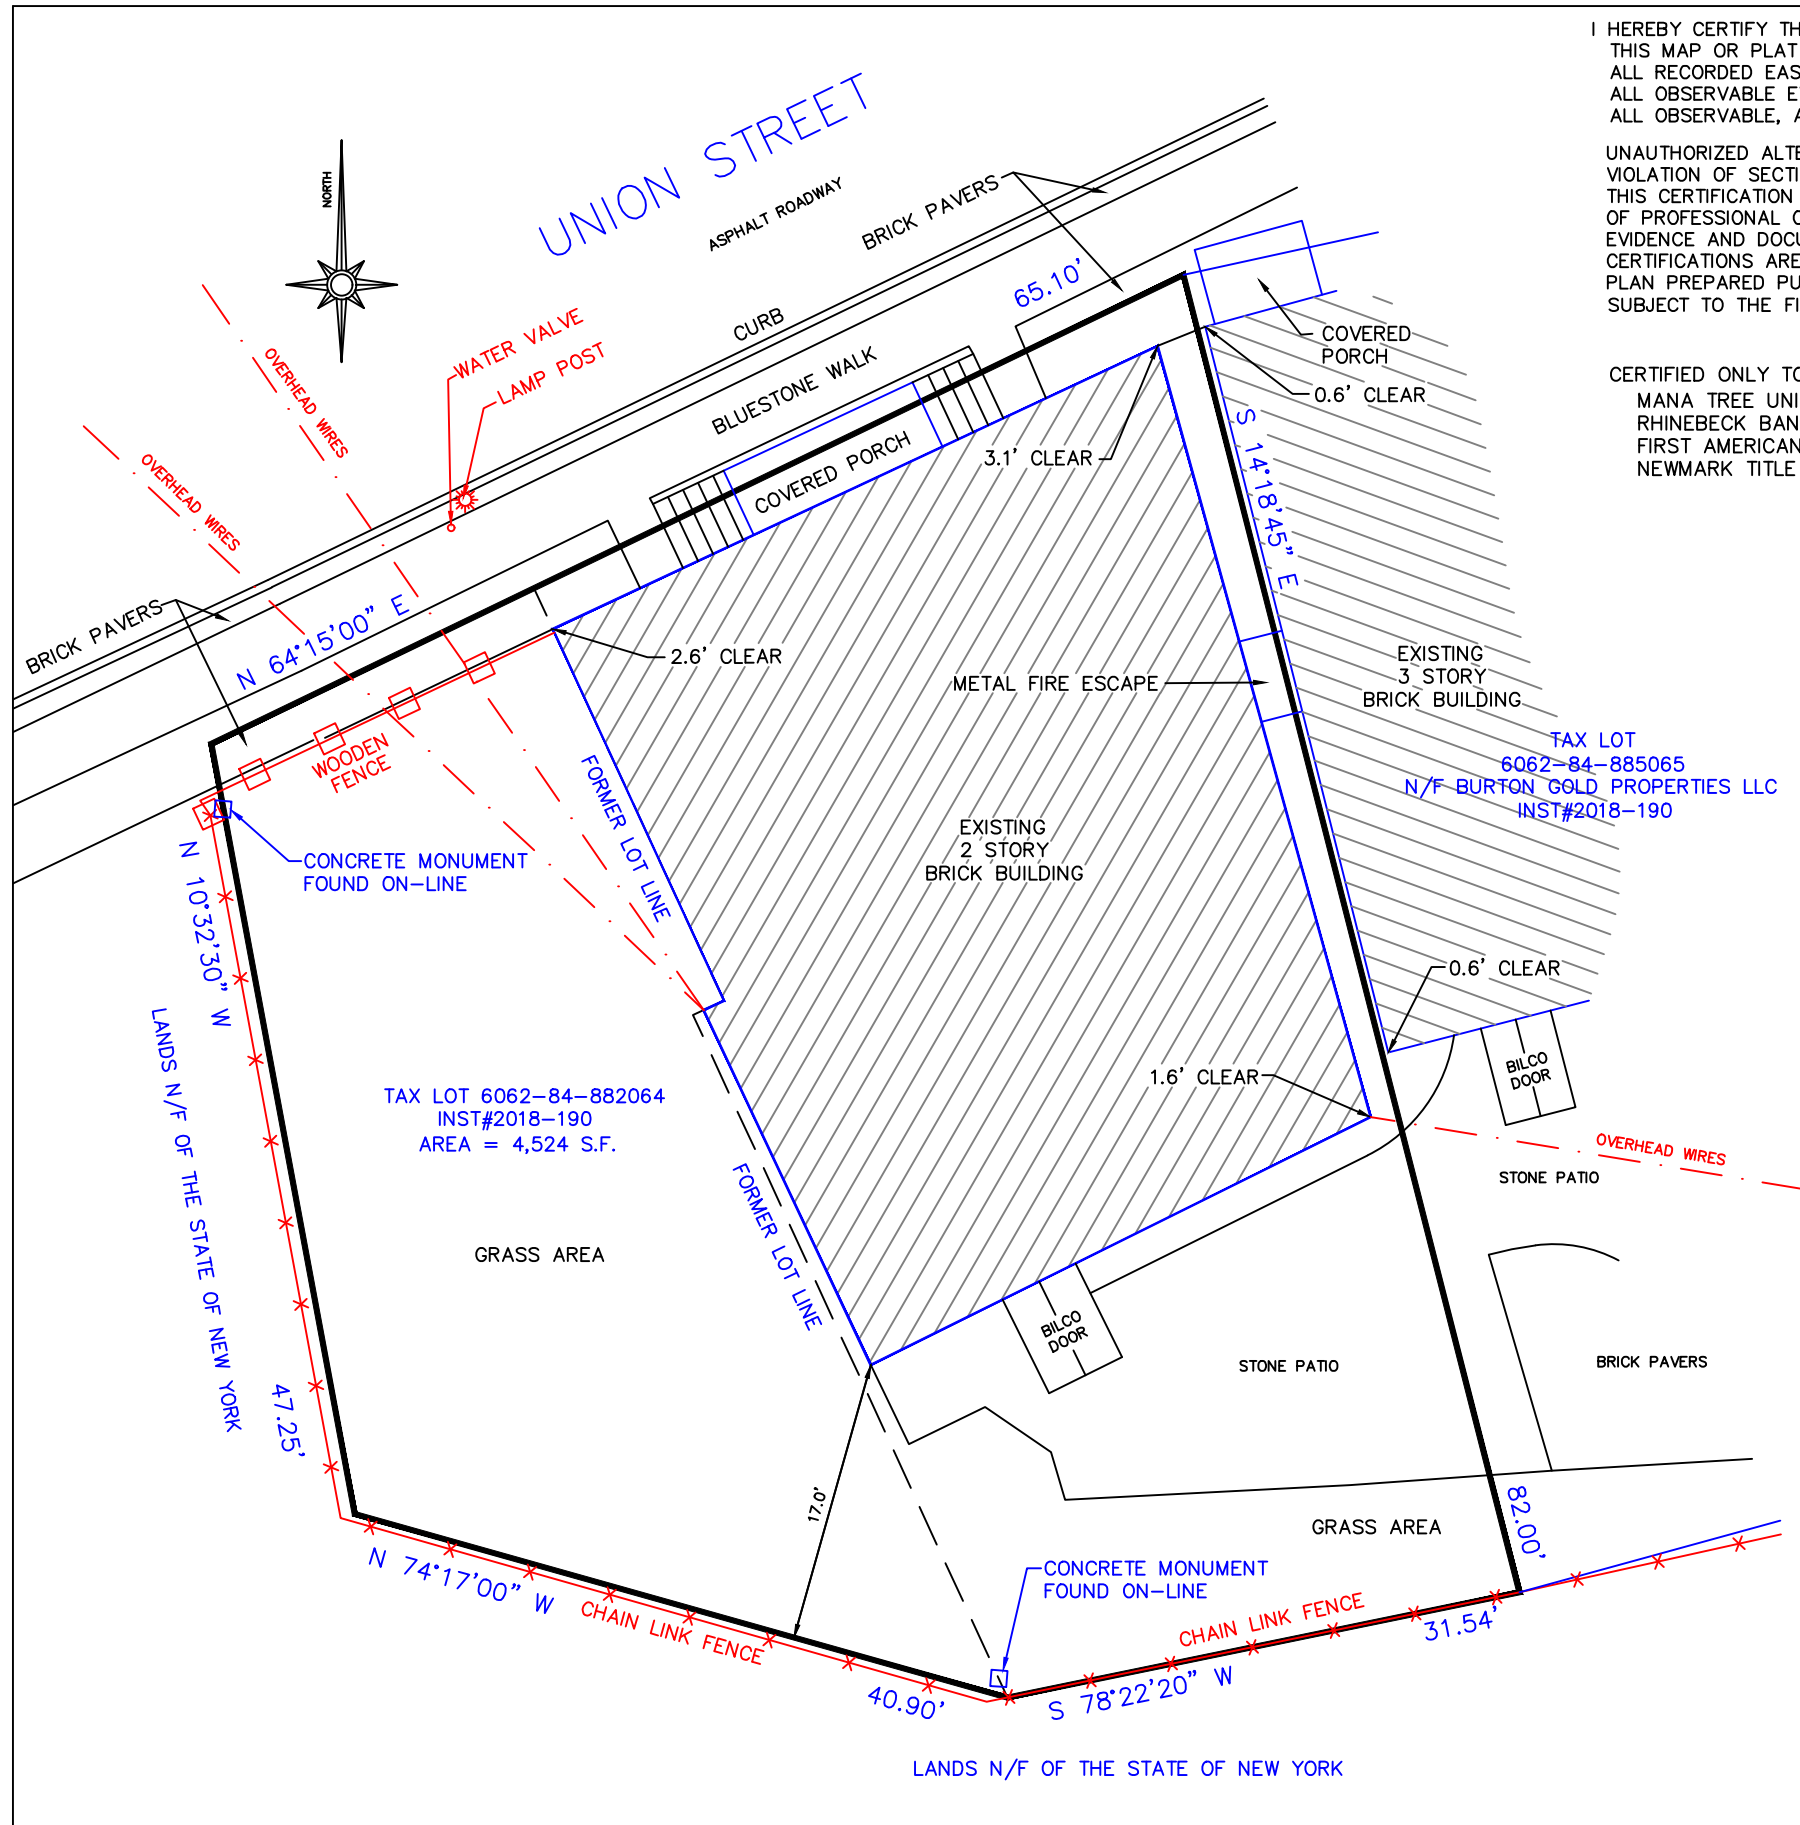 I HEREBY CERTIFY TH
THIS MAP OR PLAT
ALL RECORDED EAS
ALL OBSERVABLE E
ALL OBSERVABLE, A
UNAUTHORIZED ALTE
VIOLATION OF SECTI
THIS CERTIFICATION
OF PROFESSIONAL
EVIDENCE AND DOCU
CERTIFICATIONS ARE
PLAN PREPARED PU
SUBJECT TO THE FI
CERTIFIED ONLY TO
MANA TREE UNI
RHINEBECK BAN
FIRST AMERICAN
NEWMARK TITLE
UNION STREET
ASPHALT ROADWAY
BRICK PAVERS
NORTH
65.10'
CURB
WATER VALVE
LAMP POST
OVERHEAD WIRES
OVERHEAD WIRES
BLUESTONE WALK
COVERED PORCH
COVERED
PORCH
0.6' CLEAR
3.1' CLEAR
S 14°18'45" E
BRICK PAVERS
N 64°15'00" E
2.6' CLEAR
METAL FIRE ESCAPE
EXISTING
3 STORY
BRICK BUILDING
TAX LOT
6062-84-885065
N/F BURTON GOLD PROPERTIES LLC
INST#2018-190
WOODEN
FENCE
FORMER LOT LINE
EXISTING
2 STORY
BRICK BUILDING
CONCRETE MONUMENT
FOUND ON-LINE
N 10°32'30" W
0.6' CLEAR
LANDS N/F OF THE STATE OF NEW YORK
TAX LOT 6062-84-882064
INST#2018-190
AREA = 4,524 S.F.
1.6' CLEAR
BILCO
DOOR
OVERHEAD WIRES
STONE PATIO
FORMER LOT LINE
GRASS AREA
BILCO
DOOR
STONE PATIO
BRICK PAVERS
47.25'
17.0'
82.00'
GRASS AREA
N 74°17'00" W
CHAIN LINK FENCE
CONCRETE MONUMENT
FOUND ON-LINE
CHAIN LINK FENCE
31.54'
40.90'
S 78°22'20" W
LANDS N/F OF THE STATE OF NEW YORK